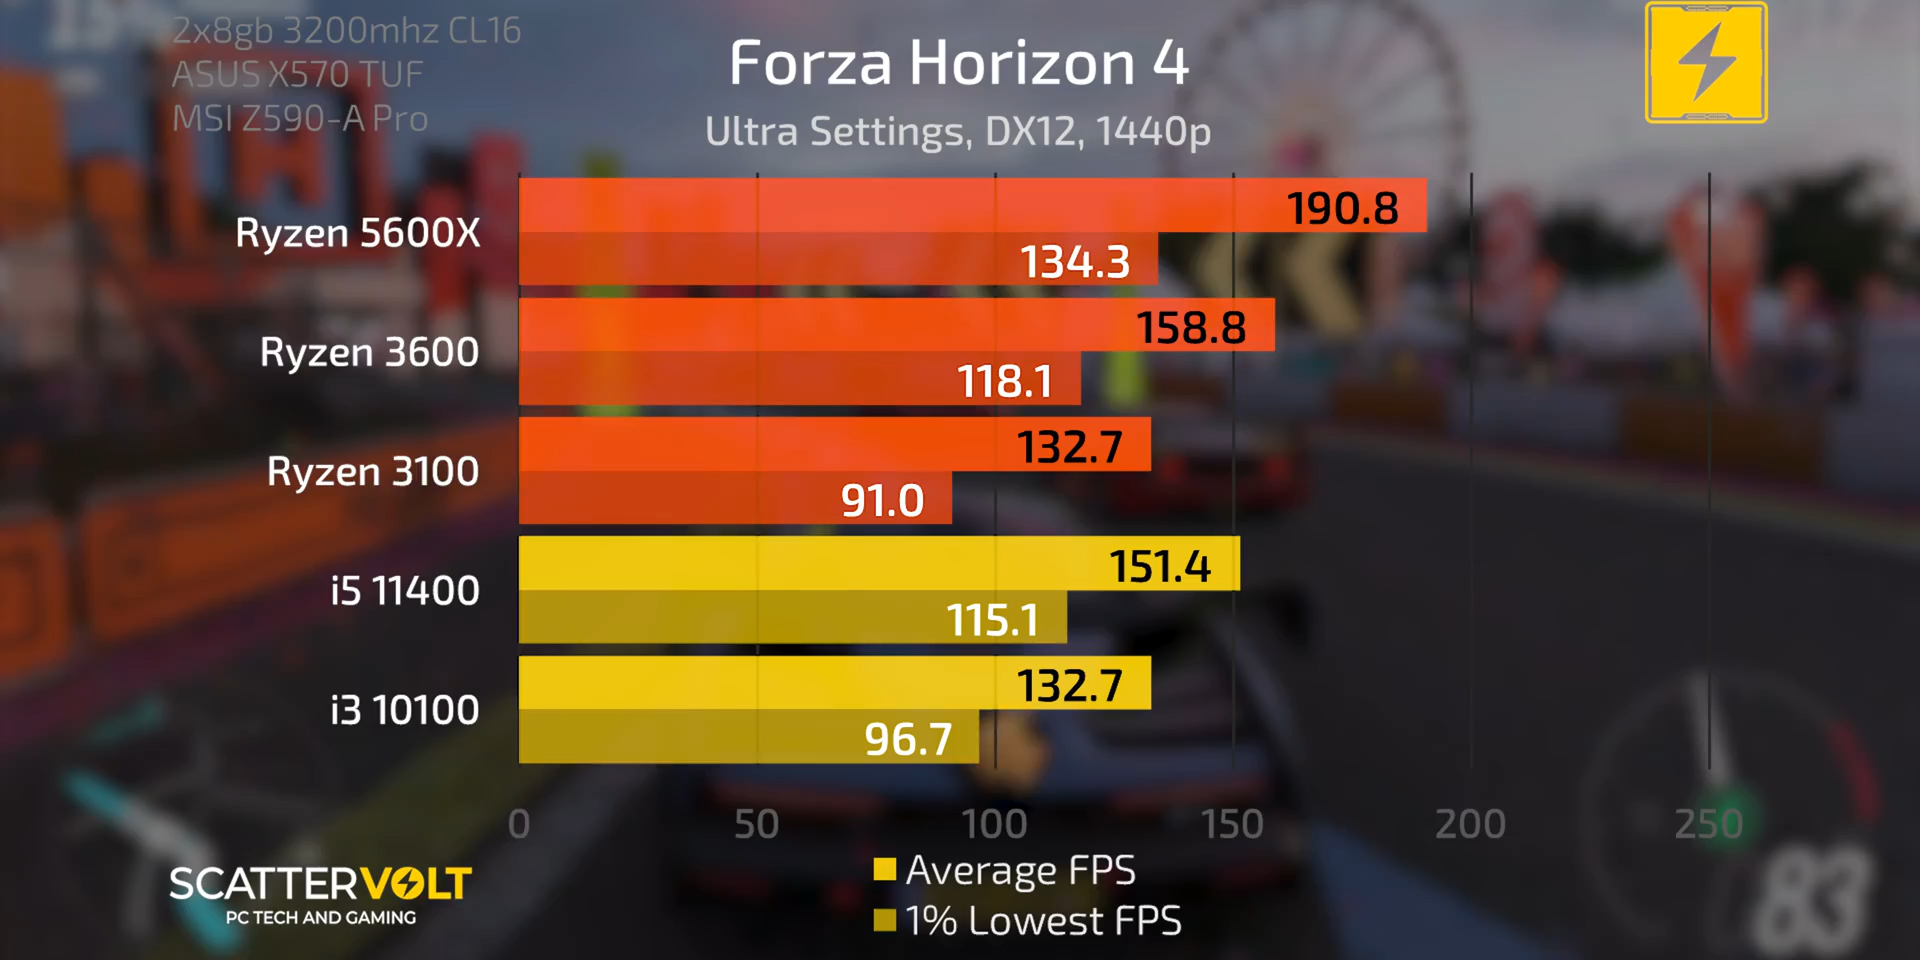 2x8gb 3200mhz CL16
ASUS X570 TUF
MSI Z590-A Pro
Forza Horizon 4
Ultra Settings, DX12, 1440p
Ryzen 5600X
190.8
134.3
Ryzen 3600
158.8
118.1
Ryzen 3100
132.7
91.0
i5 11400
151.4
115.1
i3 10100
132.7
96.7
0 50 100 150 200 250
Average FPS
1% Lowest FPS
SCATTERVOLT
PC TECH AND GAMING
83